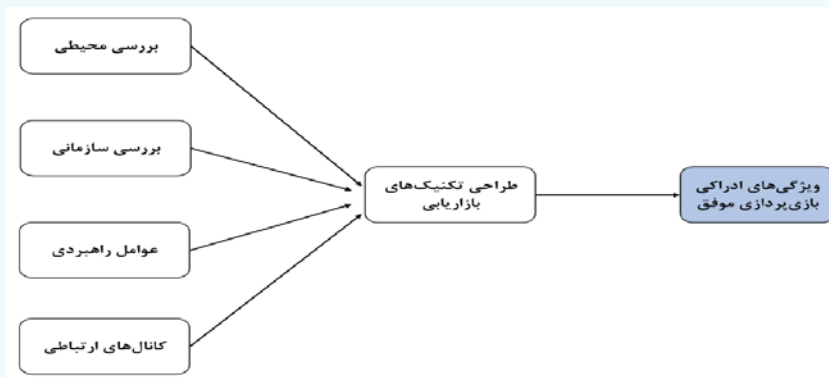 بررسی محیطی
بررسی سازمانی
عوامل راهبردی
کانال‌های ارتباطی
طراحی تکنیک‌های
بازاریابی
ویژگی‌های ادراکی
بازی‌پردازی موفق